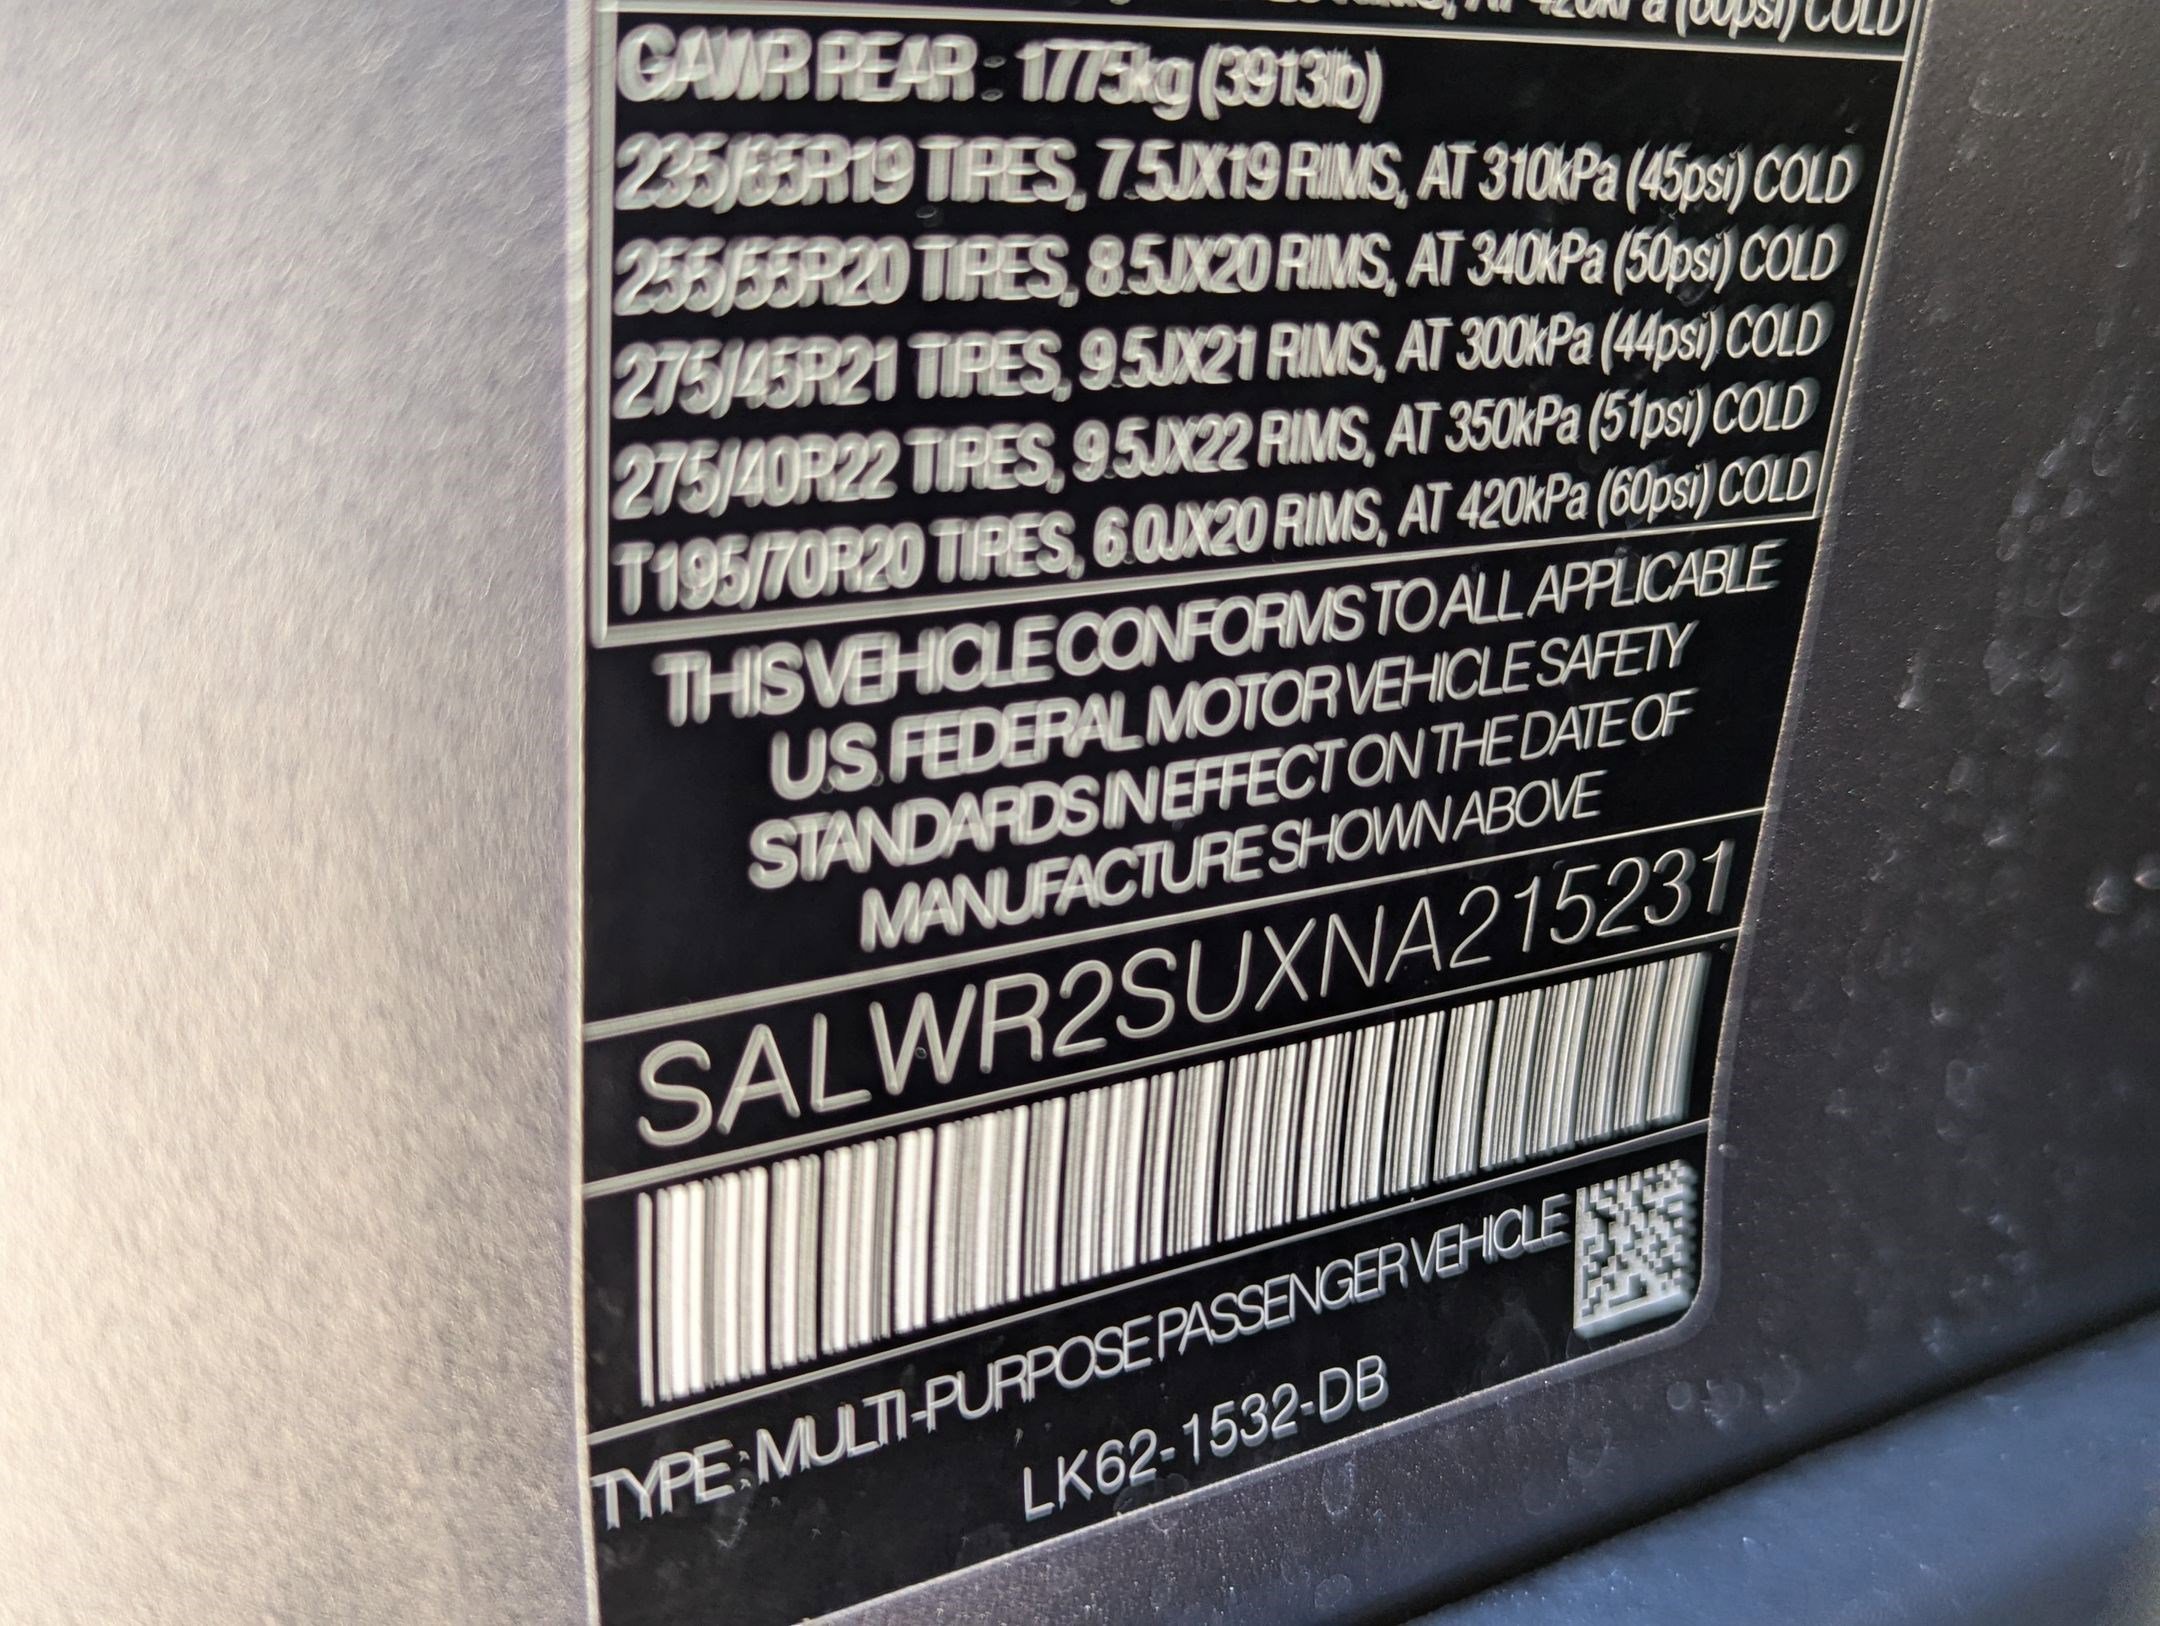 AT 420kPa (60psi) COLD
GAWR REAR : 1775kg (3913lb)
235/65R19 TIRES, 7.5JX19 RIMS, AT 310kPa (45psi) COLD
255/55R20 TIRES, 8.5JX20 RIMS, AT 340kPa (50psi) COLD
275/45R21 TIRES, 9.5JX21 RIMS, AT 300kPa (44psi) COLD
275/40R22 TIRES, 9.5JX22 RIMS, AT 350kPa (51psi) COLD
T195/70R20 TIRES, 6.0JX20 RIMS, AT 420kPa (60psi) COLD
THIS VEHICLE CONFORMS TO ALL APPLICABLE
U.S. FEDERAL MOTOR VEHICLE SAFETY
STANDARDS IN EFFECT ON THE DATE OF
MANUFACTURE SHOWN ABOVE
SALWR2SUXNA215231
TYPE : MULTI-PURPOSE PASSENGER VEHICLE
LK62-1532-DB